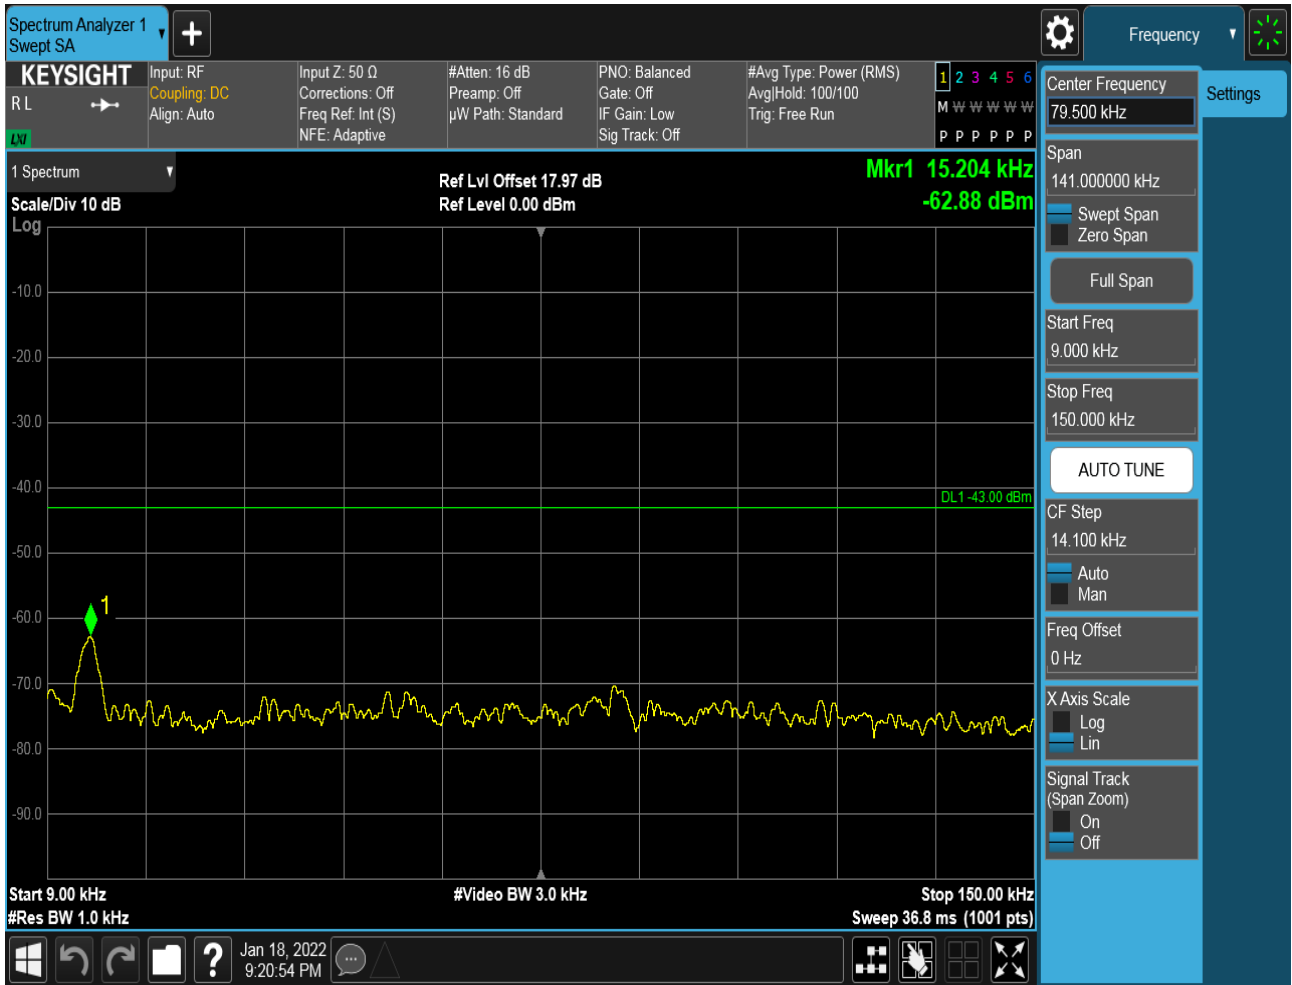 Spectrum Analyzer 1
Swept SA
Frequency
KEYSIGHT
R L
LXI
Input: RF
Coupling: DC
Align: Auto
Input Z: 50 Ω
Corrections: Off
Freq Ref: Int (S)
NFE: Adaptive
#Atten: 16 dB
Preamp: Off
µW Path: Standard
PNO: Balanced
Gate: Off
IF Gain: Low
Sig Track: Off
#Avg Type: Power (RMS)
Avg|Hold: 100/100
Trig: Free Run
1 2 3 4 5 6
M W W W W W
P P P P P P
1 Spectrum
Scale/Div 10 dB
Log
Ref Lvl Offset 17.97 dB
Ref Level 0.00 dBm
Mkr1 15.204 kHz
-62.88 dBm
-10.0
-20.0
-30.0
-40.0
DL1 -43.00 dBm
-50.0
-60.0
1
-70.0
-80.0
-90.0
Start 9.00 kHz
#Video BW 3.0 kHz
Stop 150.00 kHz
#Res BW 1.0 kHz
Sweep 36.8 ms (1001 pts)
?
Jan 18, 2022
9:20:54 PM
Center Frequency
79.500 kHz
Settings
Span
141.000000 kHz
Swept Span
Zero Span
Full Span
Start Freq
9.000 kHz
Stop Freq
150.000 kHz
AUTO TUNE
CF Step
14.100 kHz
Auto
Man
Freq Offset
0 Hz
X Axis Scale
Log
Lin
Signal Track
(Span Zoom)
On
Off